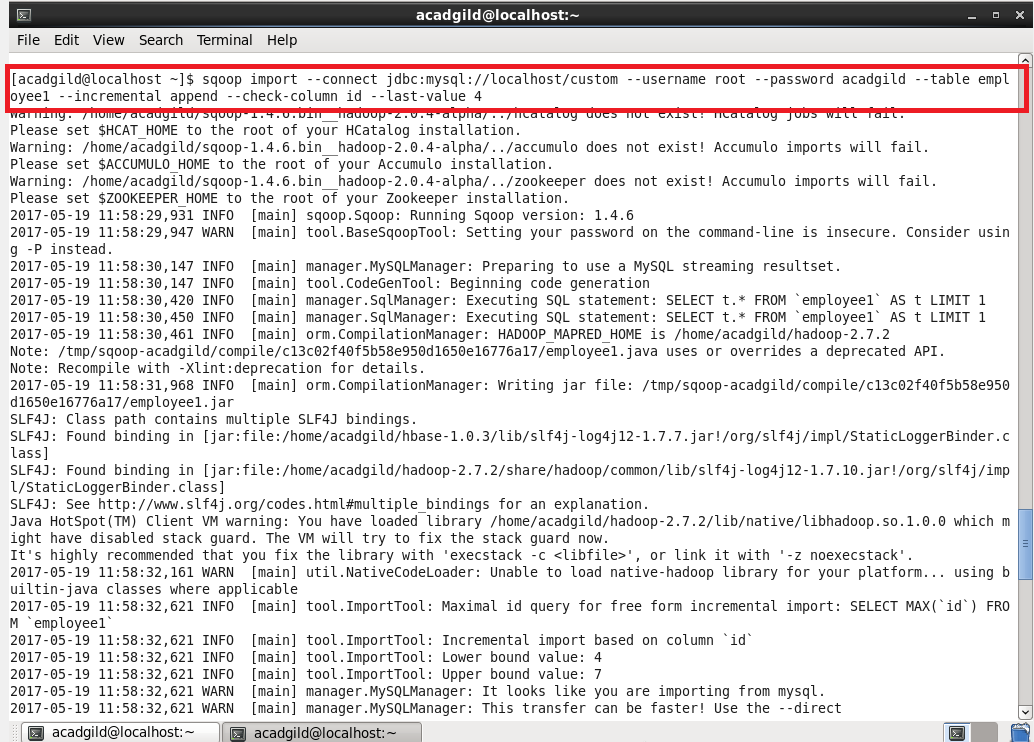 acadgild@localhost:~
File Edit View Search Terminal Help
[acadgild@localhost ~]$ sqoop import --connect jdbc:mysql://localhost/custom --username root --password acadgild --table empl
oyee1 --incremental append --check-column id --last-value 4
Warning: /home/acadgild/sqoop-1.4.6.bin__hadoop-2.0.4-alpha/../hcatalog does not exist! HCatalog jobs will fail.
Please set $HCAT_HOME to the root of your HCatalog installation.
Warning: /home/acadgild/sqoop-1.4.6.bin__hadoop-2.0.4-alpha/../accumulo does not exist! Accumulo imports will fail.
Please set $ACCUMULO_HOME to the root of your Accumulo installation.
Warning: /home/acadgild/sqoop-1.4.6.bin__hadoop-2.0.4-alpha/../zookeeper does not exist! Accumulo imports will fail.
Please set $ZOOKEEPER_HOME to the root of your Zookeeper installation.
2017-05-19 11:58:29,931 INFO  [main] sqoop.Sqoop: Running Sqoop version: 1.4.6
2017-05-19 11:58:29,947 WARN  [main] tool.BaseSqoopTool: Setting your password on the command-line is insecure. Consider usin
g -P instead.
2017-05-19 11:58:30,147 INFO  [main] manager.MySQLManager: Preparing to use a MySQL streaming resultset.
2017-05-19 11:58:30,147 INFO  [main] tool.CodeGenTool: Beginning code generation
2017-05-19 11:58:30,420 INFO  [main] manager.SqlManager: Executing SQL statement: SELECT t.* FROM `employee1` AS t LIMIT 1
2017-05-19 11:58:30,450 INFO  [main] manager.SqlManager: Executing SQL statement: SELECT t.* FROM `employee1` AS t LIMIT 1
2017-05-19 11:58:30,461 INFO  [main] orm.CompilationManager: HADOOP_MAPRED_HOME is /home/acadgild/hadoop-2.7.2
Note: /tmp/sqoop-acadgild/compile/c13c02f40f5b58e950d1650e16776a17/employee1.java uses or overrides a deprecated API.
Note: Recompile with -Xlint:deprecation for details.
2017-05-19 11:58:31,968 INFO  [main] orm.CompilationManager: Writing jar file: /tmp/sqoop-acadgild/compile/c13c02f40f5b58e950
d1650e16776a17/employee1.jar
SLF4J: Class path contains multiple SLF4J bindings.
SLF4J: Found binding in [jar:file:/home/acadgild/hbase-1.0.3/lib/slf4j-log4j12-1.7.7.jar!/org/slf4j/impl/StaticLoggerBinder.c
lass]
SLF4J: Found binding in [jar:file:/home/acadgild/hadoop-2.7.2/share/hadoop/common/lib/slf4j-log4j12-1.7.10.jar!/org/slf4j/imp
l/StaticLoggerBinder.class]
SLF4J: See http://www.slf4j.org/codes.html#multiple_bindings for an explanation.
Java HotSpot(TM) Client VM warning: You have loaded library /home/acadgild/hadoop-2.7.2/lib/native/libhadoop.so.1.0.0 which m
ight have disabled stack guard. The VM will try to fix the stack guard now.
It's highly recommended that you fix the library with 'execstack -c <libfile>', or link it with '-z noexecstack'.
2017-05-19 11:58:32,161 WARN  [main] util.NativeCodeLoader: Unable to load native-hadoop library for your platform... using b
uiltin-java classes where applicable
2017-05-19 11:58:32,621 INFO  [main] tool.ImportTool: Maximal id query for free form incremental import: SELECT MAX(`id`) FRO
M `employee1`
2017-05-19 11:58:32,621 INFO  [main] tool.ImportTool: Incremental import based on column `id`
2017-05-19 11:58:32,621 INFO  [main] tool.ImportTool: Lower bound value: 4
2017-05-19 11:58:32,621 INFO  [main] tool.ImportTool: Upper bound value: 7
2017-05-19 11:58:32,621 WARN  [main] manager.MySQLManager: It looks like you are importing from mysql.
2017-05-19 11:58:32,621 WARN  [main] manager.MySQLManager: This transfer can be faster! Use the --direct
acadgild@localhost:~ acadgild@localhost:~